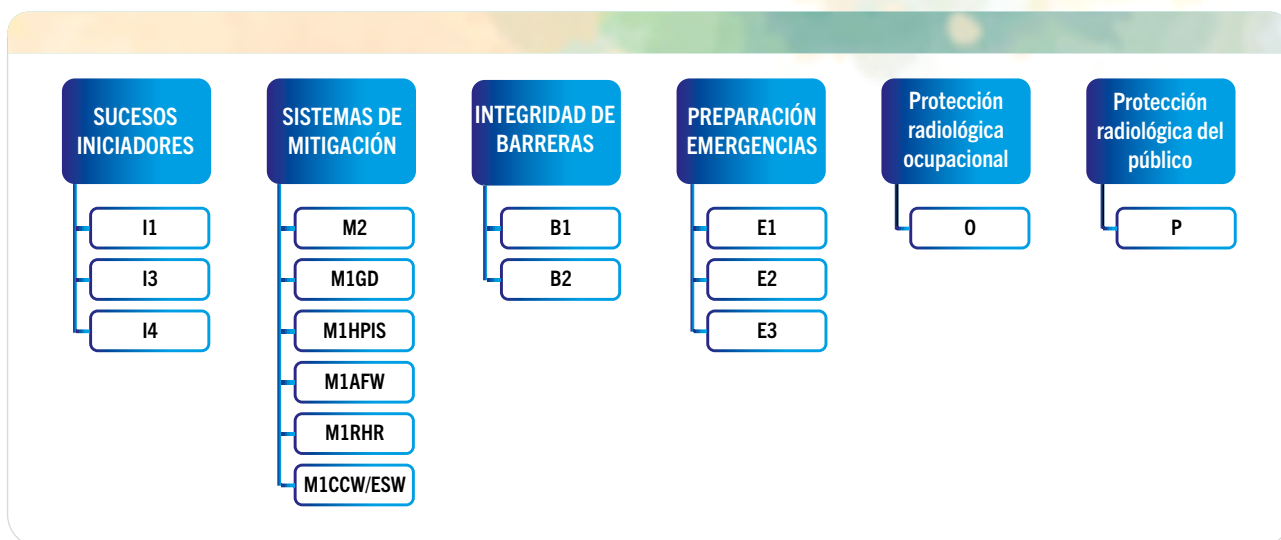 SUCESOS
INICIADORES
I1
I3
I4
SISTEMAS DE
MITIGACIÓN
M2
M1GD
M1HPIS
M1AFW
M1RHR
M1CCW/ESW
INTEGRIDAD DE
BARRERAS
B1
B2
PREPARACIÓN
EMERGENCIAS
E1
E2
E3
Protección
radiológica
ocupacional
O
Protección
radiológica del
público
P